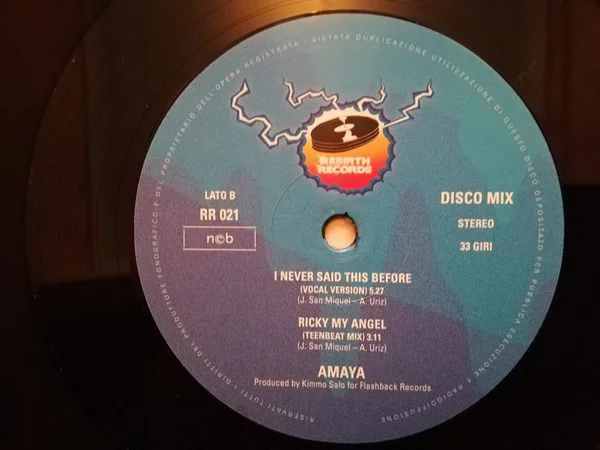 RISERVATI TUTTI I DIRITTI DEL PRODUTTORE FONOGRAFICO E DEL PROPRIETARIO DELL'OPERA REGISTRATA - VIETATA DUPLICAZIONE UTILIZZAZIONE DI QUESTO DISCO DEPOSITATO PER PUBBLICA ESECUZIONE E RADIODIFFUSIONE
REBIRTH
RECORDS
LATO B
RR 021
n©b
DISCO MIX
STEREO
33 GIRI
I NEVER SAID THIS BEFORE
(VOCAL VERSION) 5.27
(J. San Miquel – A. Uriz)
RICKY MY ANGEL
(TEENBEAT MIX) 3.11
(J. San Miquel – A. Uriz)
AMAYA
Produced by Kimmo Salo for Flashback Records